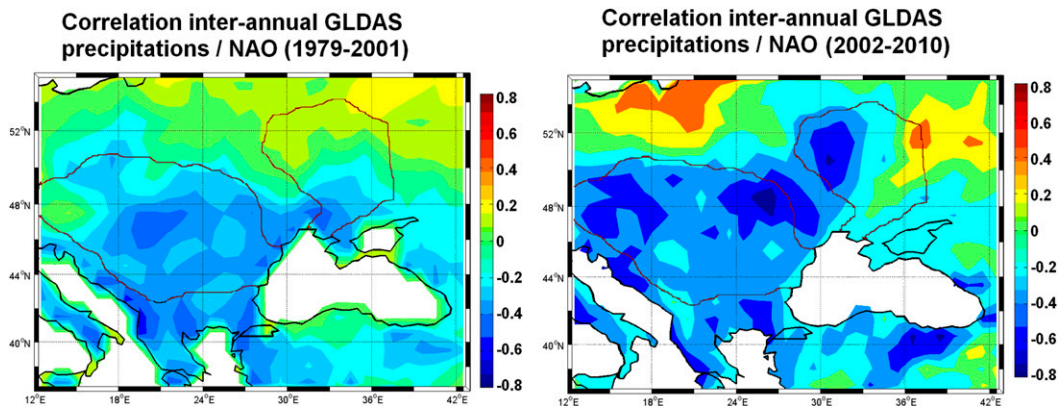 Correlation inter-annual GLDAS
precipitations / NAO (1979-2001)
52°N
48°N
44°N
40°N
12°E
18°E
24°E
30°E
36°E
42°E
0.8
0.6
0.4
0.2
0
-0.2
-0.4
-0.6
-0.8
Correlation inter-annual GLDAS
precipitations / NAO (2002-2010)
52°N
48°N
44°N
40°N
12°E
18°E
24°E
30°E
36°E
42°E
0.8
0.6
0.4
0.2
0
-0.2
-0.4
-0.6
-0.8